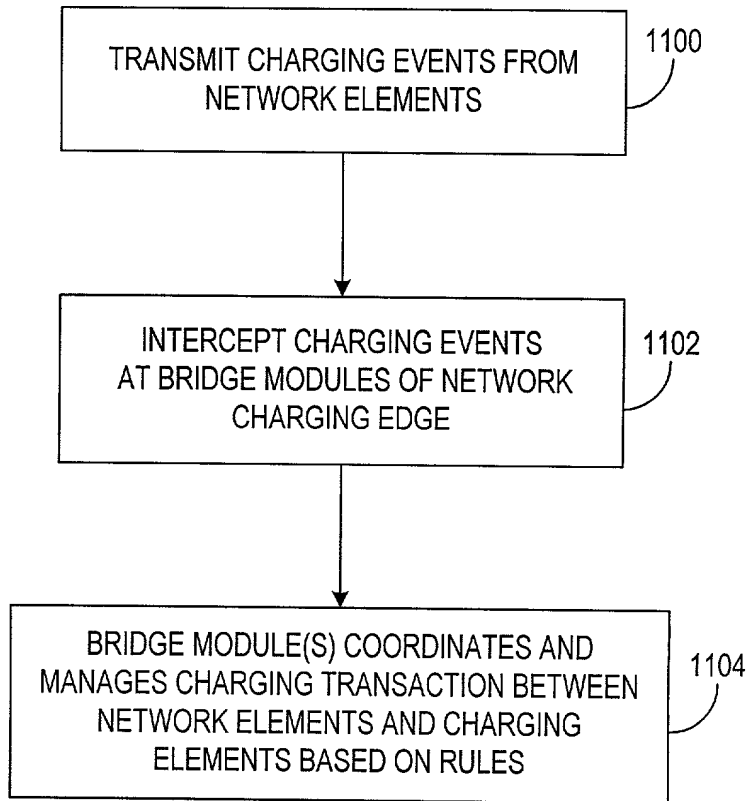 TRANSMIT CHARGING EVENTS FROM
NETWORK ELEMENTS
1100
INTERCEPT CHARGING EVENTS
AT BRIDGE MODULES OF NETWORK
CHARGING EDGE
1102
BRIDGE MODULE(S) COORDINATES AND
MANAGES CHARGING TRANSACTION BETWEEN
NETWORK ELEMENTS AND CHARGING
ELEMENTS BASED ON RULES
1104